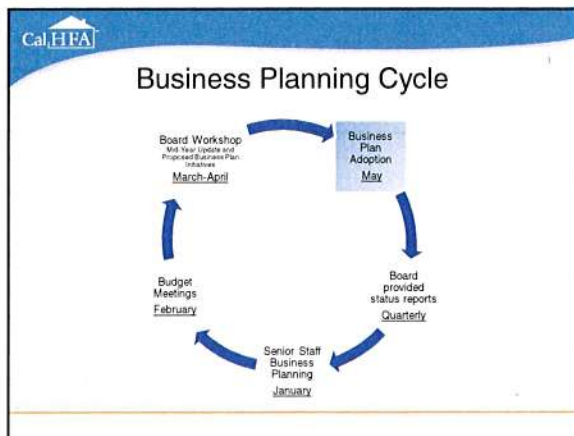 CalHFA
Business Planning Cycle
Board Workshop
Mid-Year Update and
Proposed Business Plan
Initiatives
March-April
Business
Plan
Adoption
May
Board
provided
status reports
Quarterly
Senior Staff
Business
Planning
January
Budget
Meetings
February